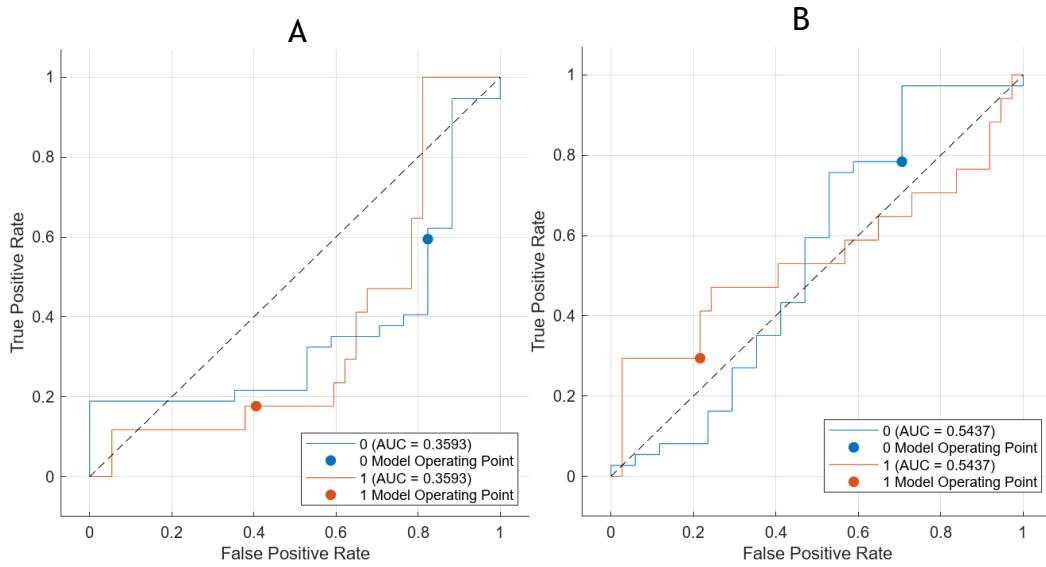 A
True Positive Rate
1
0.8
0.6
0.4
0.2
0
0 0.2 0.4 0.6 0.8 1
False Positive Rate
0 (AUC = 0.3593)
0 Model Operating Point
1 (AUC = 0.3593)
1 Model Operating Point
B
True Positive Rate
1
0.8
0.6
0.4
0.2
0
0 0.2 0.4 0.6 0.8 1
False Positive Rate
0 (AUC = 0.5437)
0 Model Operating Point
1 (AUC = 0.5437)
1 Model Operating Point